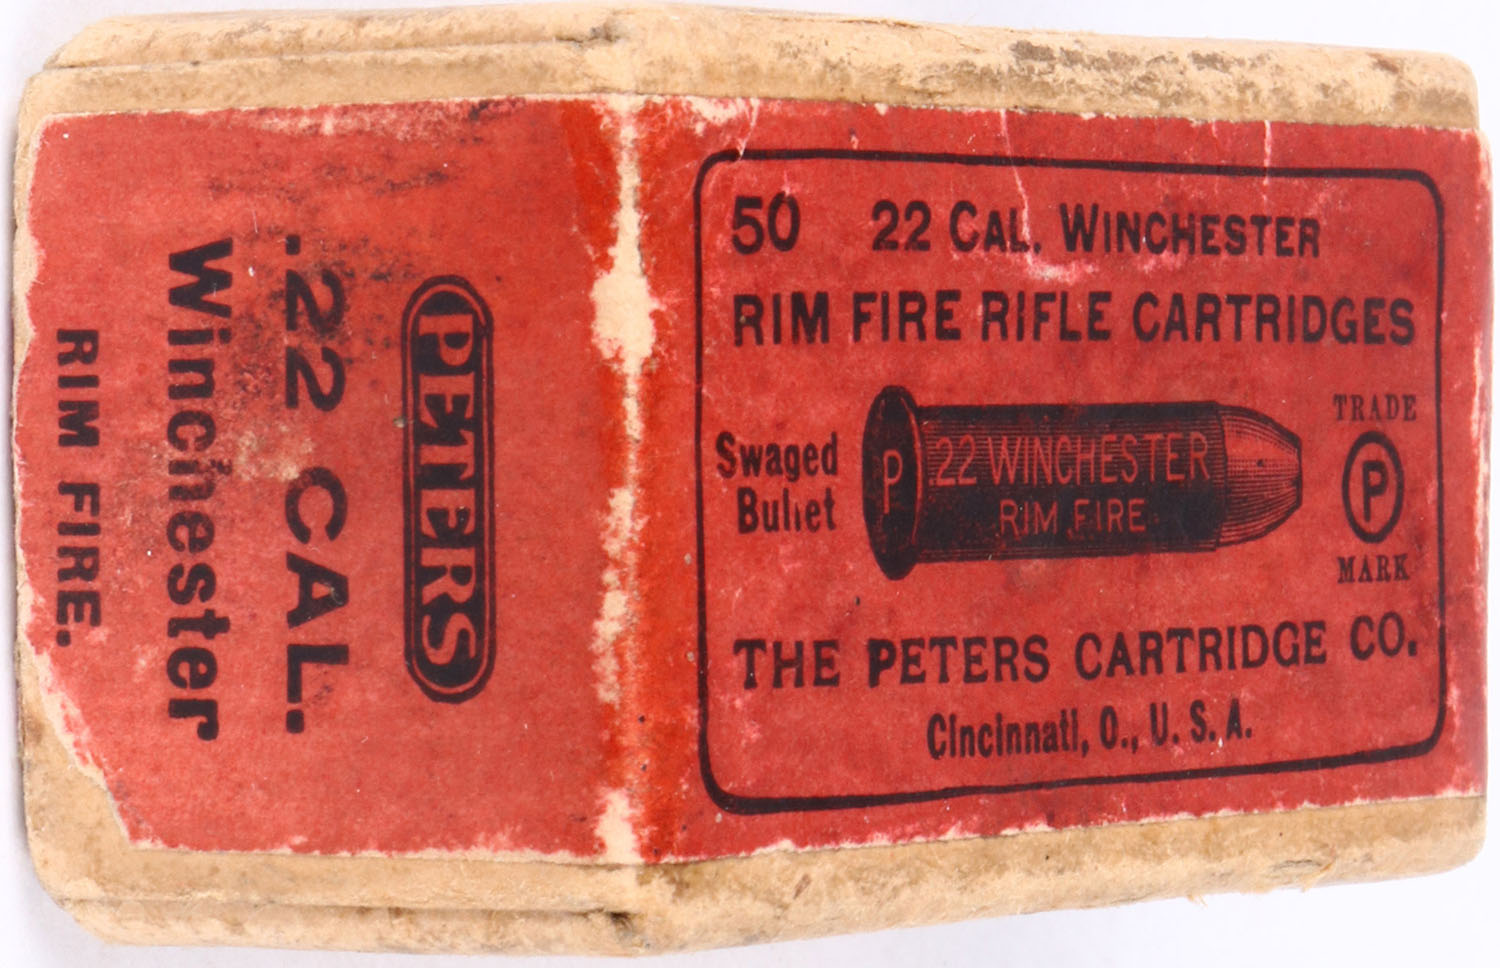 50 22 CAL. WINCHESTER
RIM FIRE RIFLE CARTRIDGES
Swaged
Bullet
P
.22 WINCHESTER
RIM FIRE
TRADE
P
MARK
THE PETERS CARTRIDGE CO.
Cincinnati, O., U. S. A.
PETERS
.22 CAL.
Winchester
RIM FIRE.